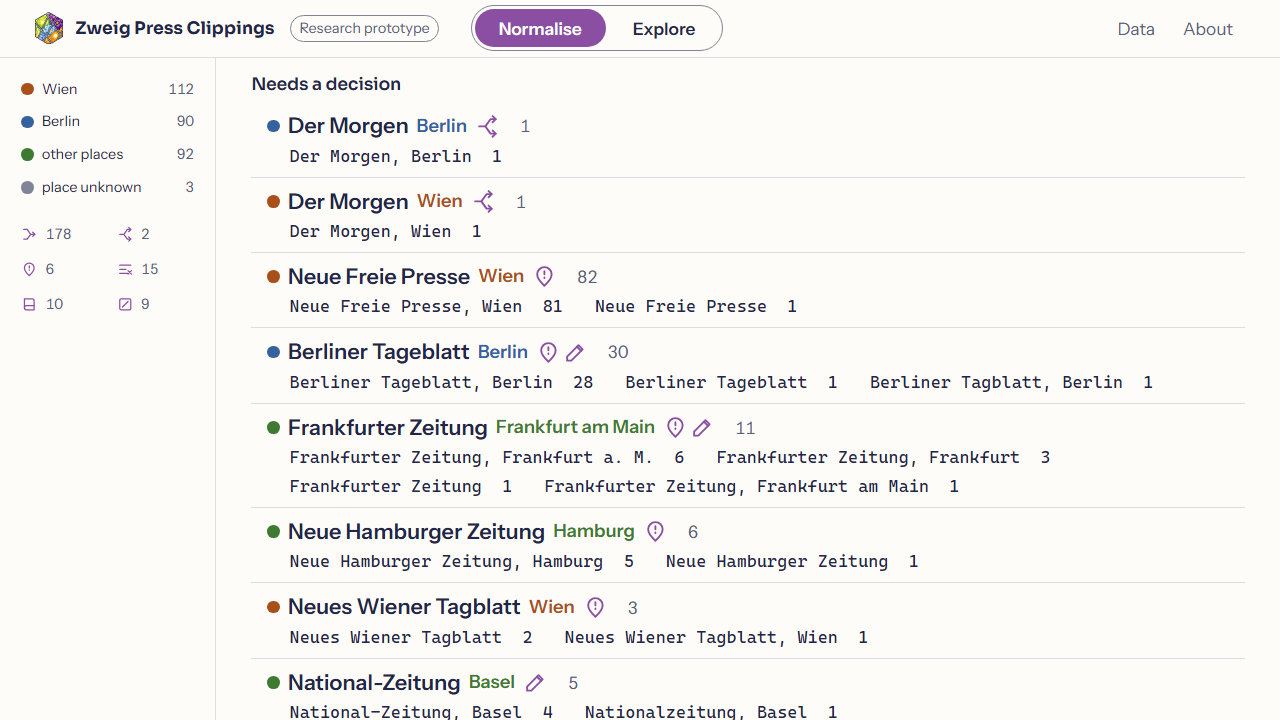 Zweig Press Clippings Research prototype Normalise Explore Data About
Wien 112
Berlin 90
other places 92
place unknown 3
178 2
6 15
10 9
Needs a decision
Der Morgen Berlin 1
Der Morgen, Berlin 1
Der Morgen Wien 1
Der Morgen, Wien 1
Neue Freie Presse Wien 82
Neue Freie Presse, Wien 81 Neue Freie Presse 1
Berliner Tageblatt Berlin 30
Berliner Tageblatt, Berlin 28 Berliner Tageblatt 1 Berliner Tagblatt, Berlin 1
Frankfurter Zeitung Frankfurt am Main 11
Frankfurter Zeitung, Frankfurt a. M. 6 Frankfurter Zeitung, Frankfurt 3
Frankfurter Zeitung 1 Frankfurter Zeitung, Frankfurt am Main 1
Neue Hamburger Zeitung Hamburg 6
Neue Hamburger Zeitung, Hamburg 5 Neue Hamburger Zeitung 1
Neues Wiener Tagblatt Wien 3
Neues Wiener Tagblatt 2 Neues Wiener Tagblatt, Wien 1
National-Zeitung Basel 5
National-Zeitung, Basel 4 Nationalzeitung, Basel 1